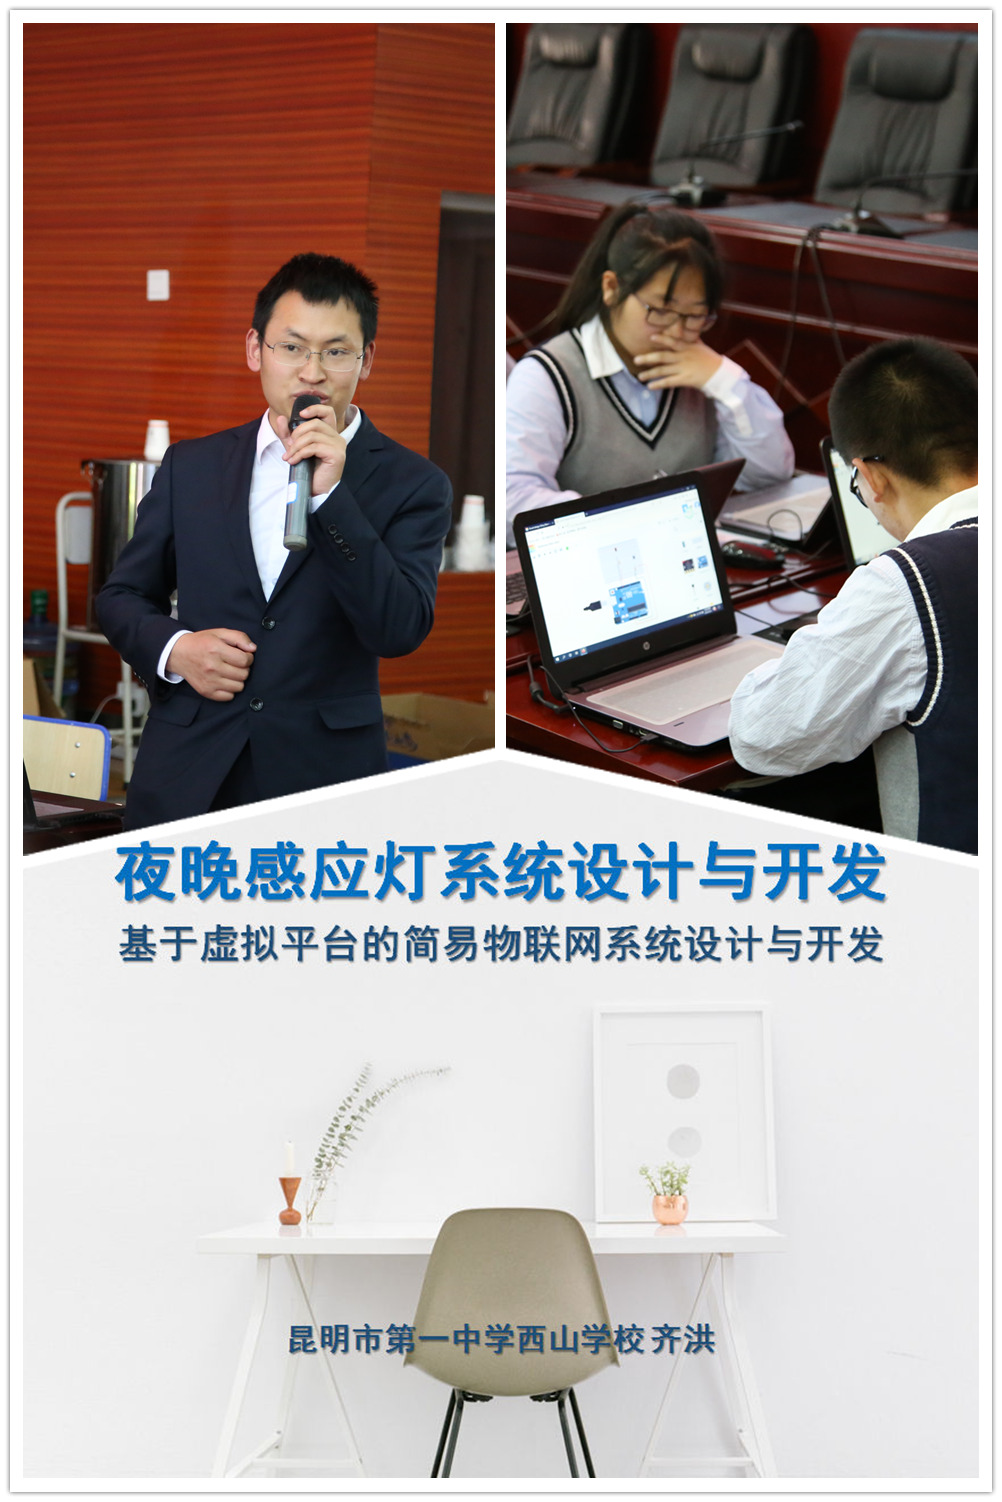 夜晚感应灯系统设计与开发
基于虚拟平台的简易物联网系统设计与开发
昆明市第一中学西山学校 齐洪